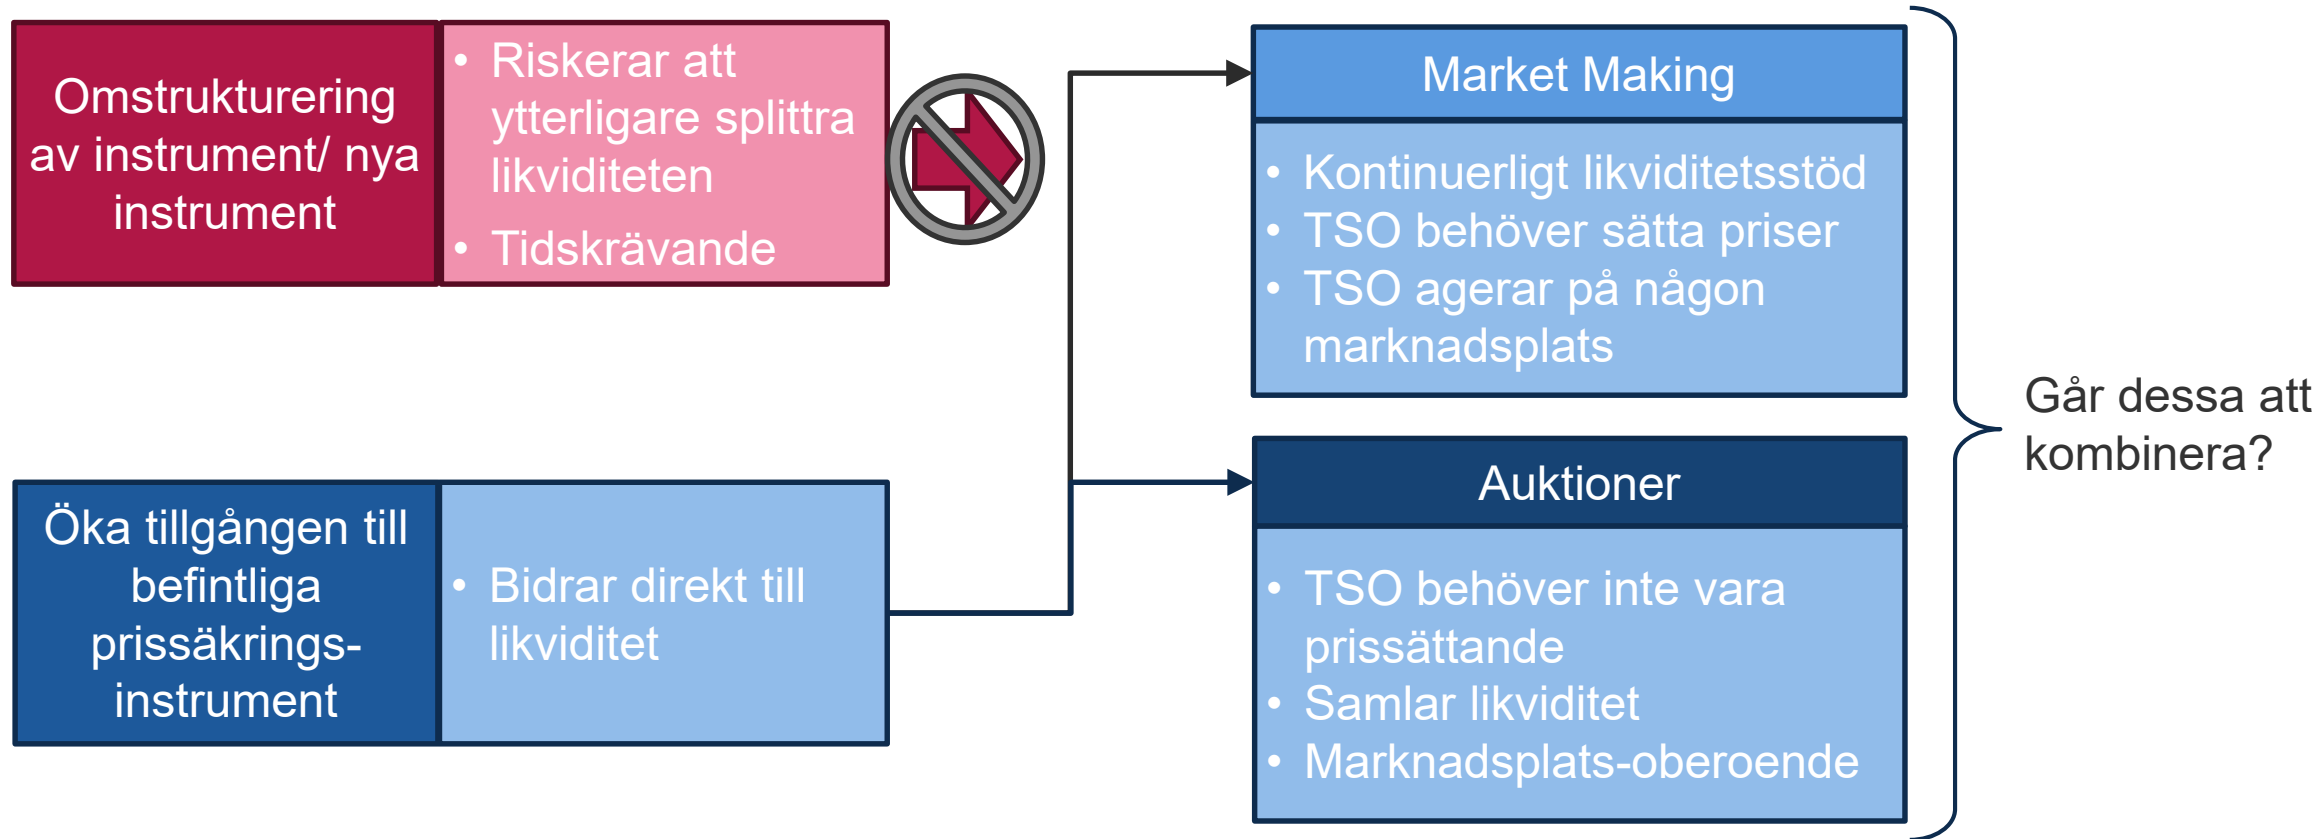 Omstrukturering
av instrument/ nya
instrument
• Riskerar att
ytterligare splittra
likviditeten
• Tidskrävande
Öka tillgången till
befintliga
prissäkrings-
instrument
• Bidrar direkt till
likviditet
Market Making
• Kontinuerligt likviditetsstöd
• TSO behöver sätta priser
• TSO agerar på någon
marknadsplats
Auktioner
• TSO behöver inte vara
prissättande
• Samlar likviditet
• Marknadsplats-oberoende
Går dessa att
kombinera?